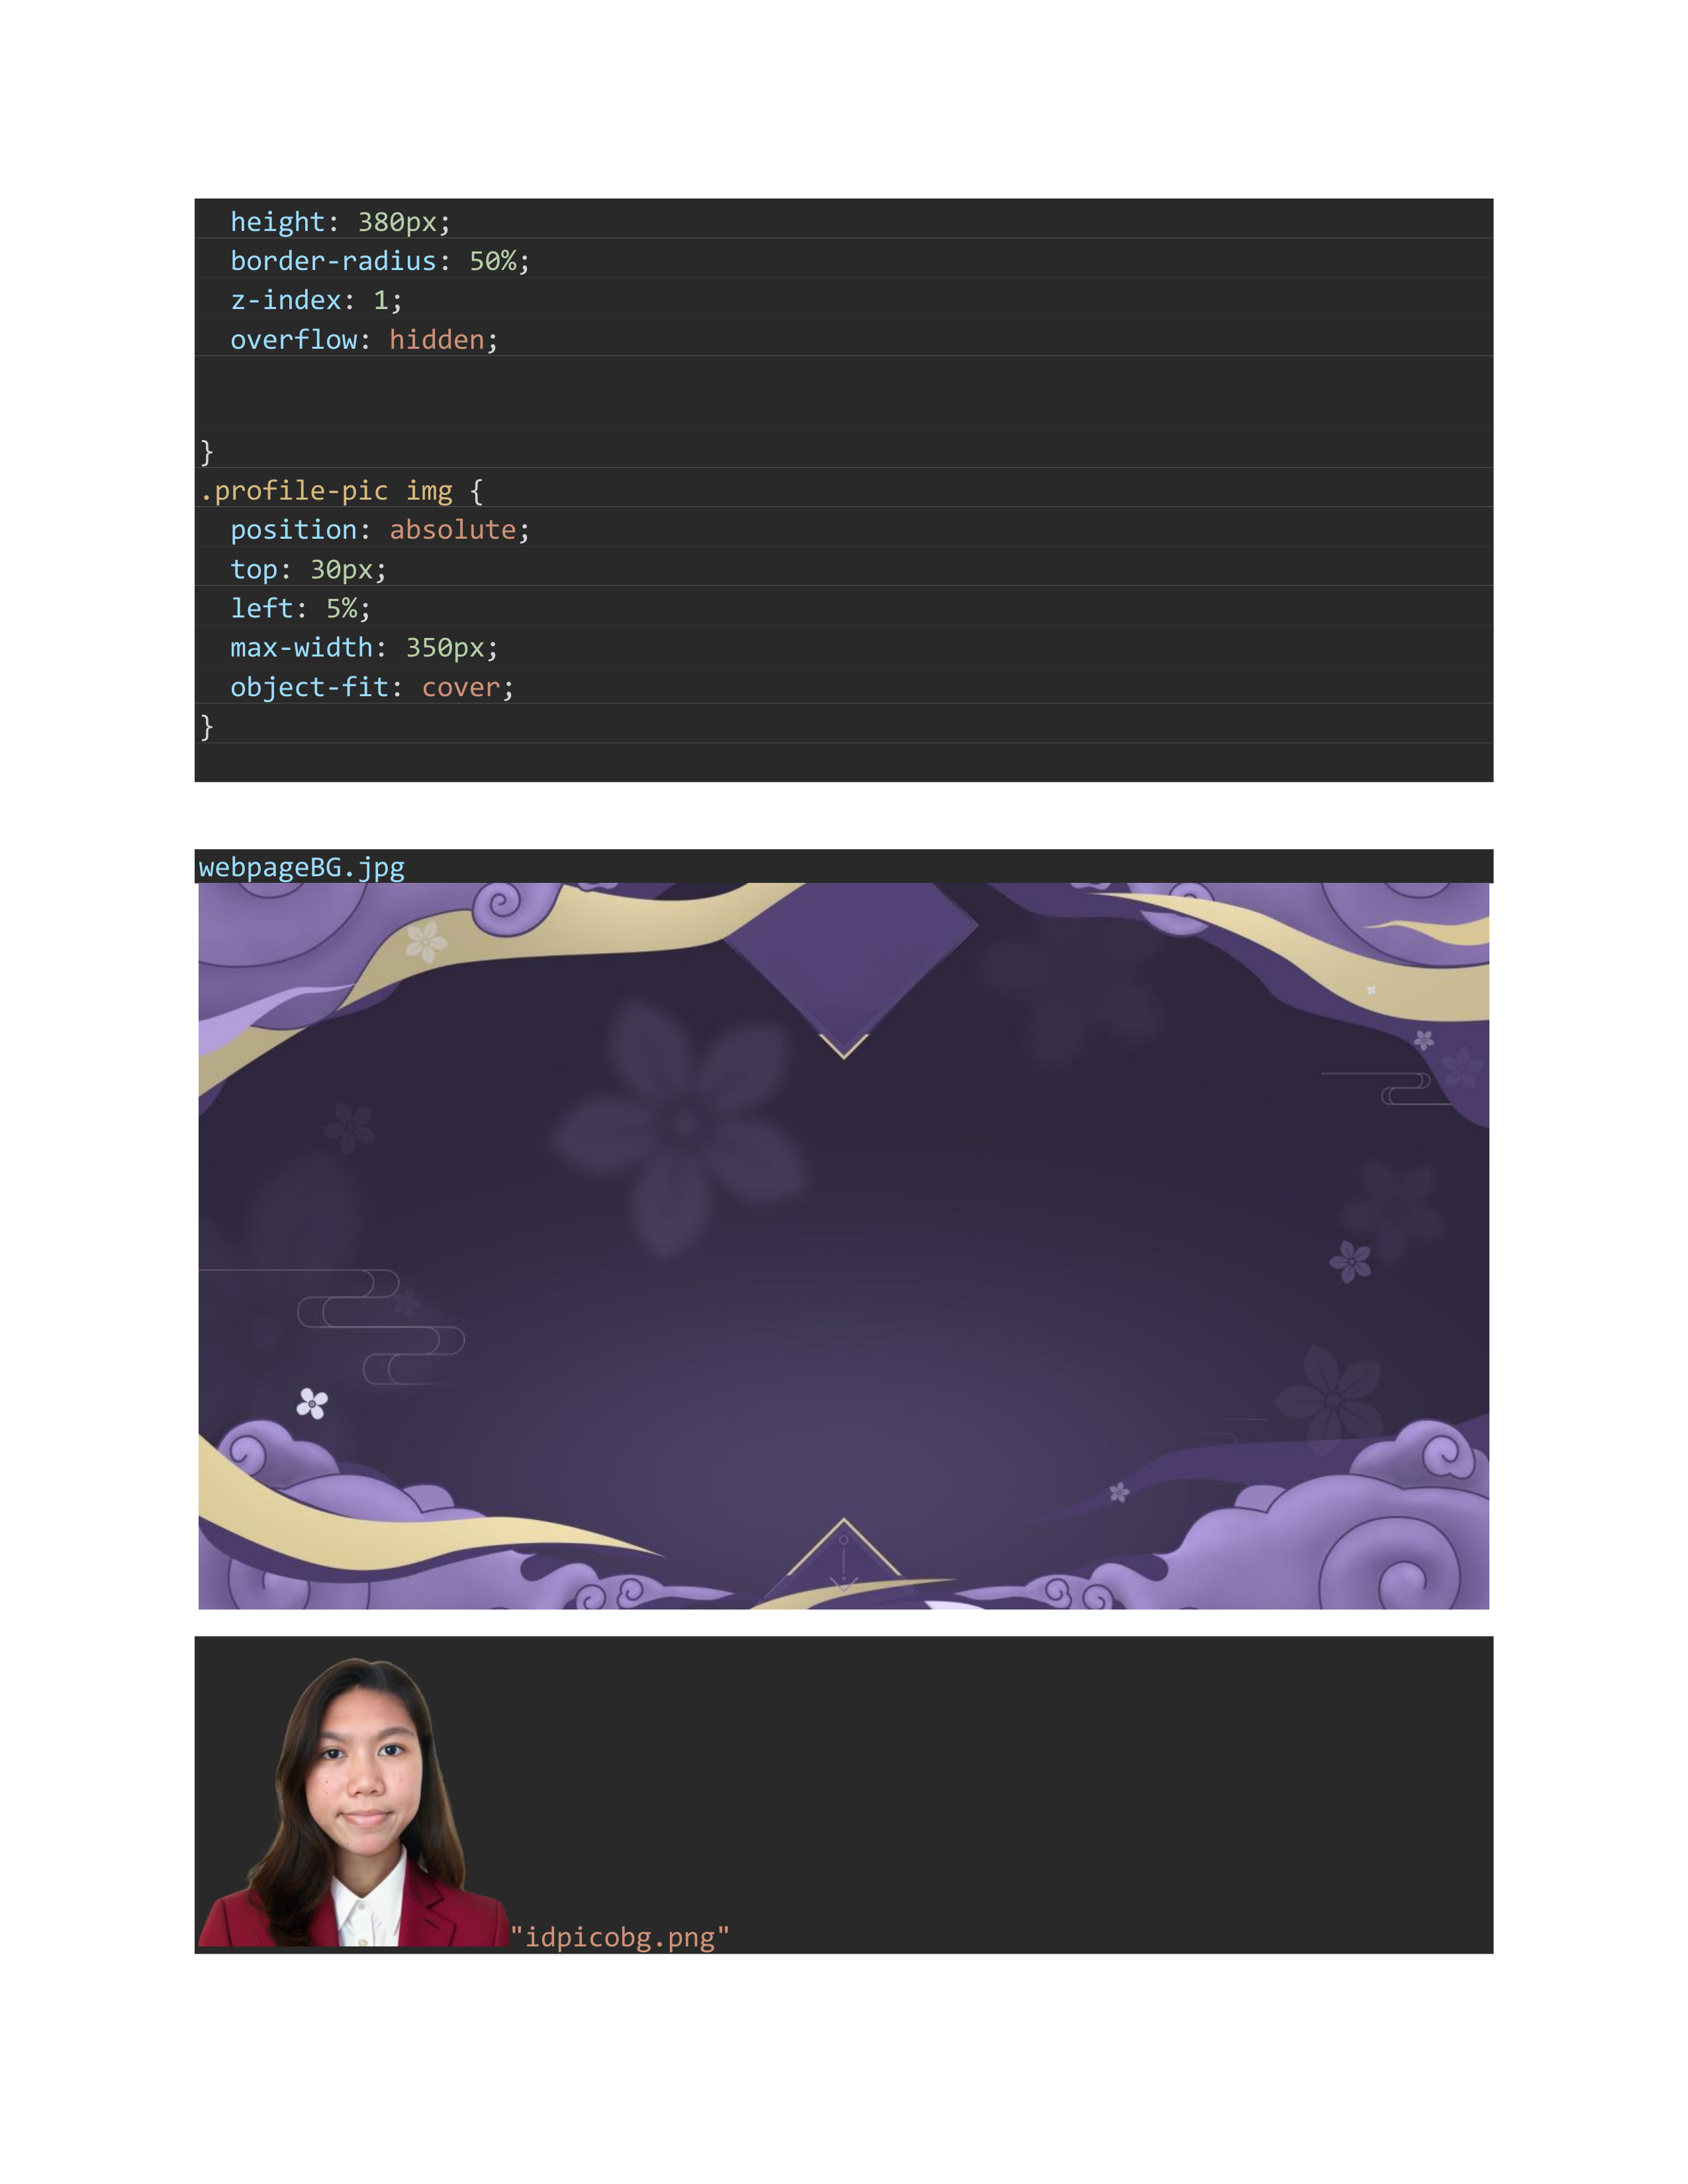 height: 380px;
border-radius: 50%;
z-index: 1;
overflow: hidden;
}
.profile-pic img {
position: absolute;
top: 30px;
left: 5%;
max-width: 350px;
object-fit: cover;
}
webpageBG.jpg
"idpicobg.png"